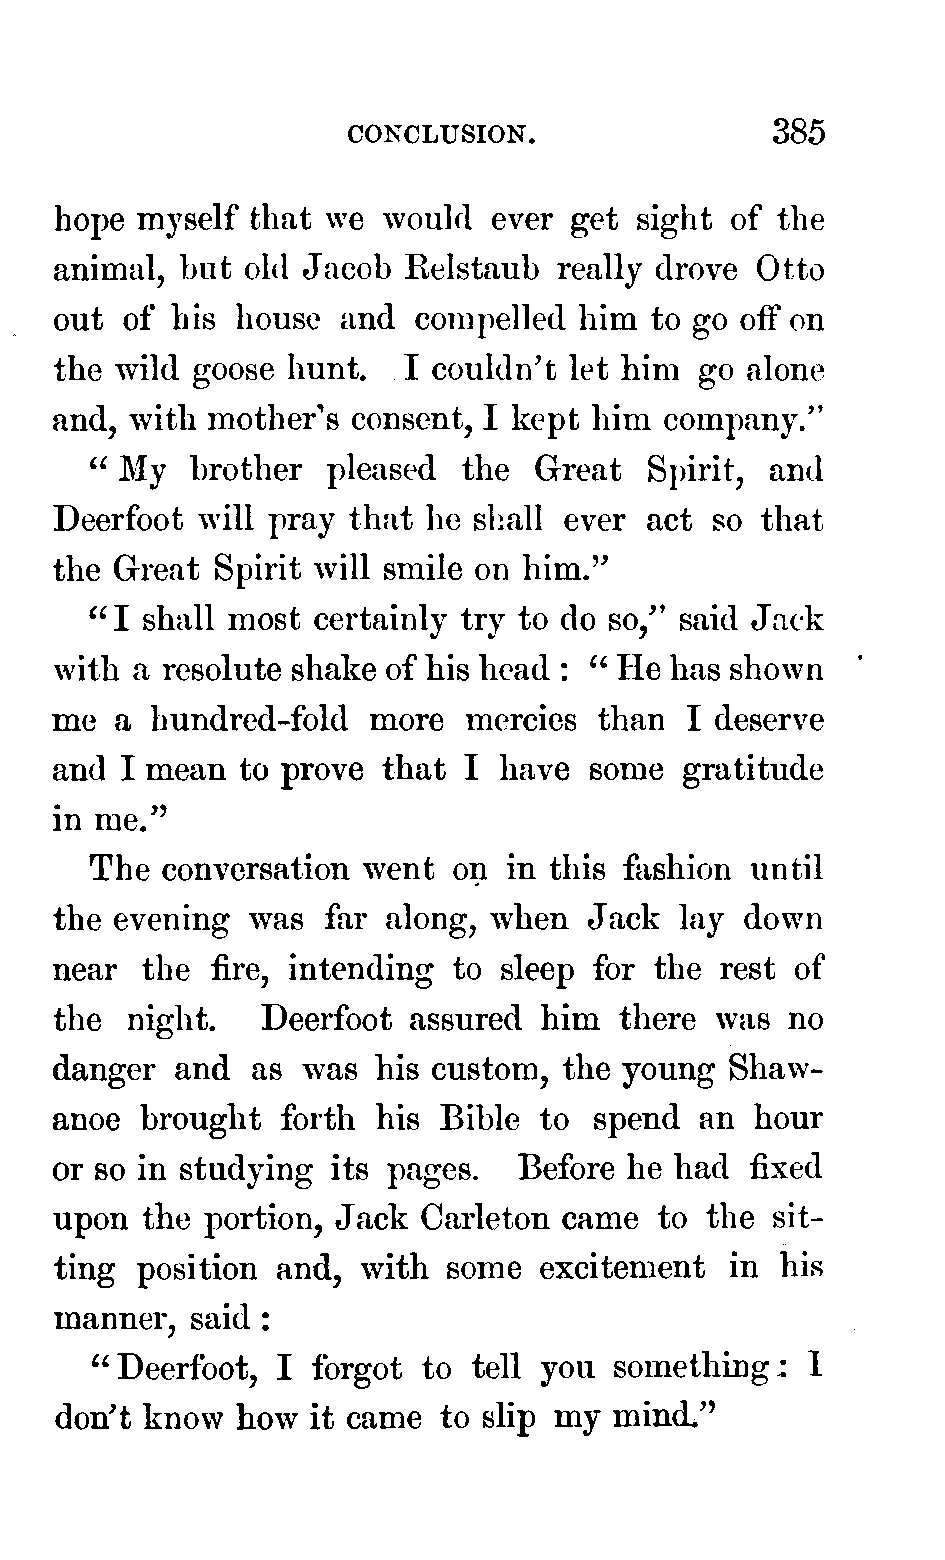 CONCLUSION. 385
hope myself that we would ever get sight of the
animal, but old Jacob Relstaub really drove Otto
out of his house and compelled him to go off on
the wild goose hunt. I couldn't let him go alone
and, with mother's consent, I kept him company."
"My brother pleased the Great Spirit, and
Deerfoot will pray that he shall ever act so that
the Great Spirit will smile on him."
"I shall most certainly try to do so," said Jack
with a resolute shake of his head: "He has shown
me a hundred-fold more mercies than I deserve
and I mean to prove that I have some gratitude
in me."
The conversation went on in this fashion until
the evening was far along, when Jack lay down
near the fire, intending to sleep for the rest of
the night. Deerfoot assured him there was no
danger and as was his custom, the young Shaw-
anoe brought forth his Bible to spend an hour
or so in studying its pages. Before he had fixed
upon the portion, Jack Carleton came to the sit-
ting position and, with some excitement in his
manner, said:
"Deerfoot, I forgot to tell you something: I
don't know how it came to slip my mind."